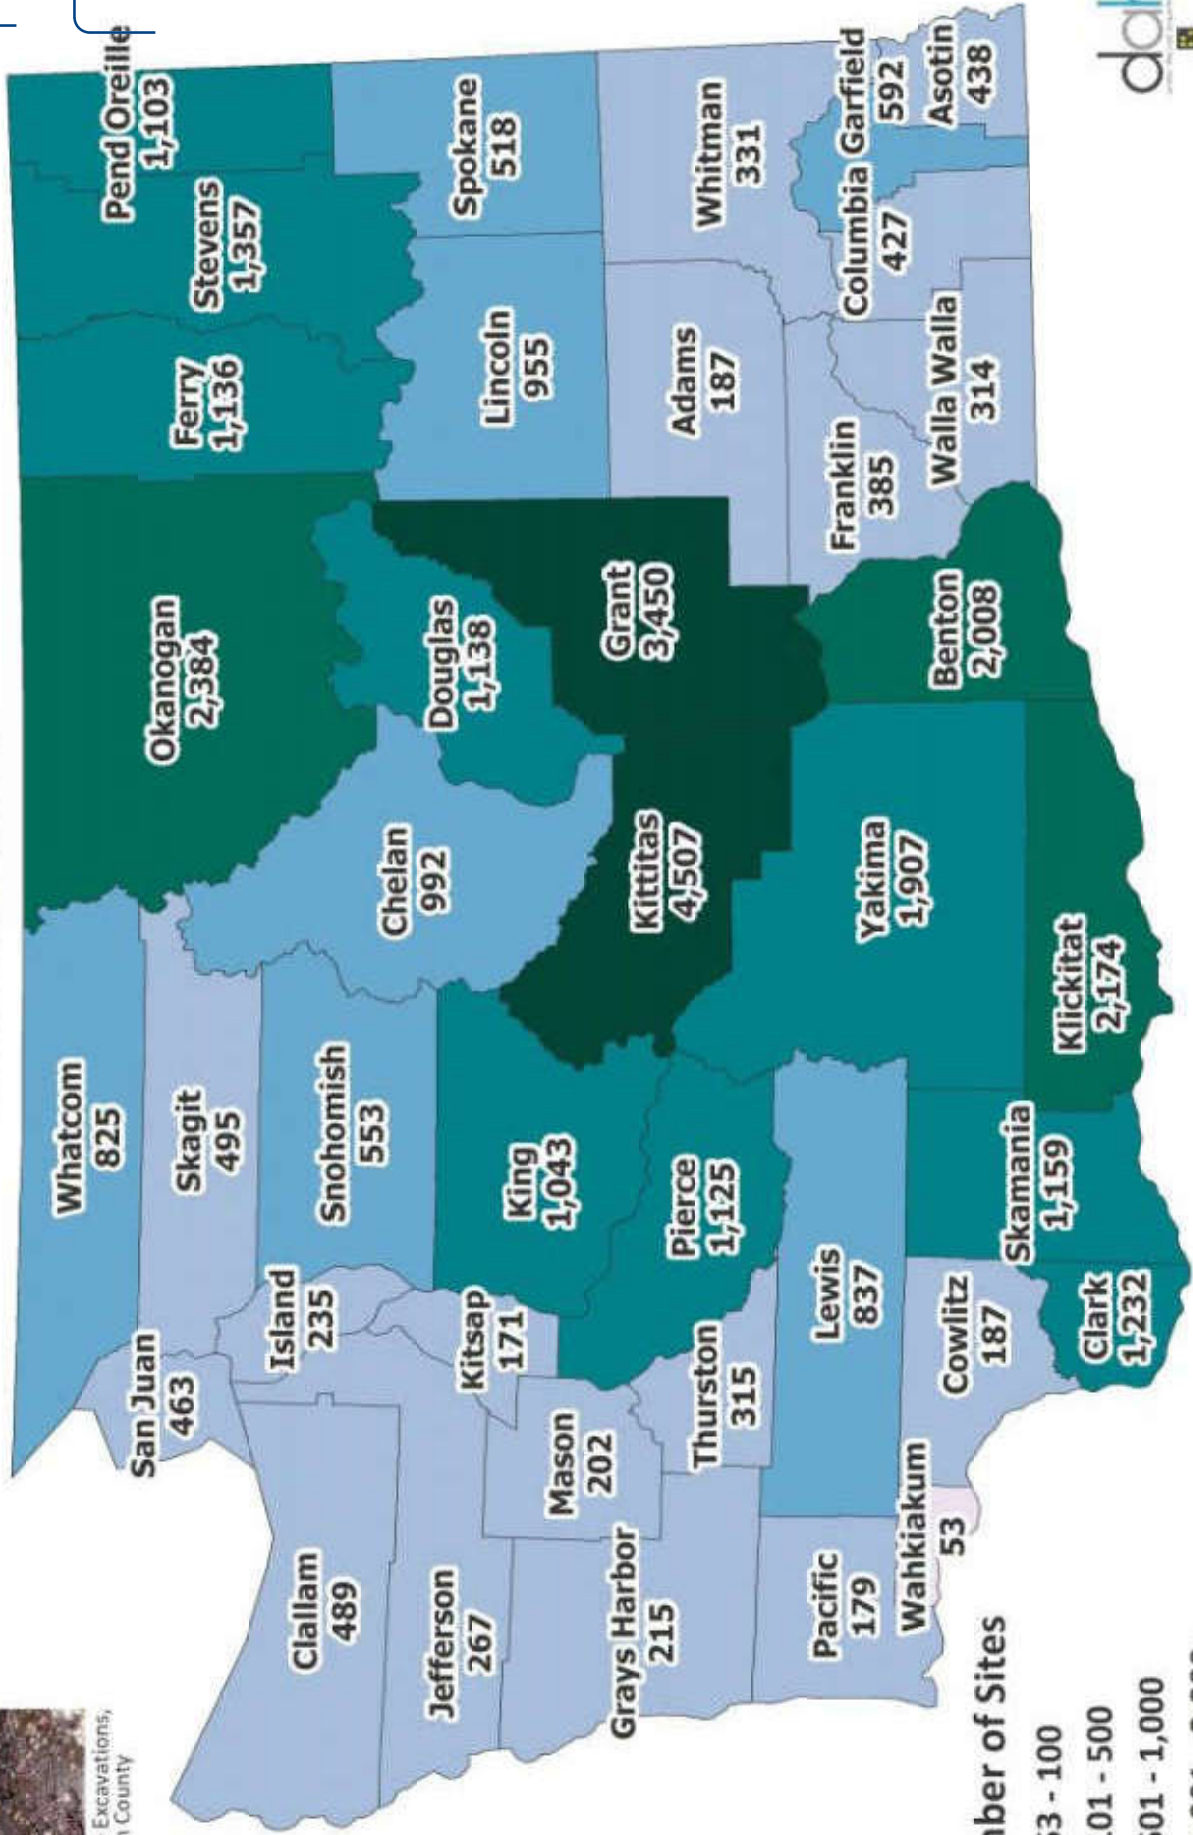 Excavations,
County
Whatcom
825
San Juan
463
Skagit
495
Island
235
Snohomish
553
Clallam
489
Jefferson
267
Kitsap
171
King
1,043
Mason
202
Grays Harbor
215
Pierce
1,125
Thurston
315
Lewis
837
Pacific
179
Wahkiakum
53
Cowlitz
187
Clark
1,232
Skamania
1,159
Klickitat
2,174
Yakima
1,907
Kittitas
4,507
Chelan
992
Okanogan
2,384
Douglas
1,138
Grant
3,450
Benton
2,008
Ferry
1,136
Stevens
1,357
Pend Oreille
1,103
Lincoln
955
Spokane
518
Adams
187
Whitman
331
Franklin
385
Walla Walla
314
Columbia
427
Garfield
592
Asotin
438
of Sites
53 - 100
101 - 500
501 - 1,000